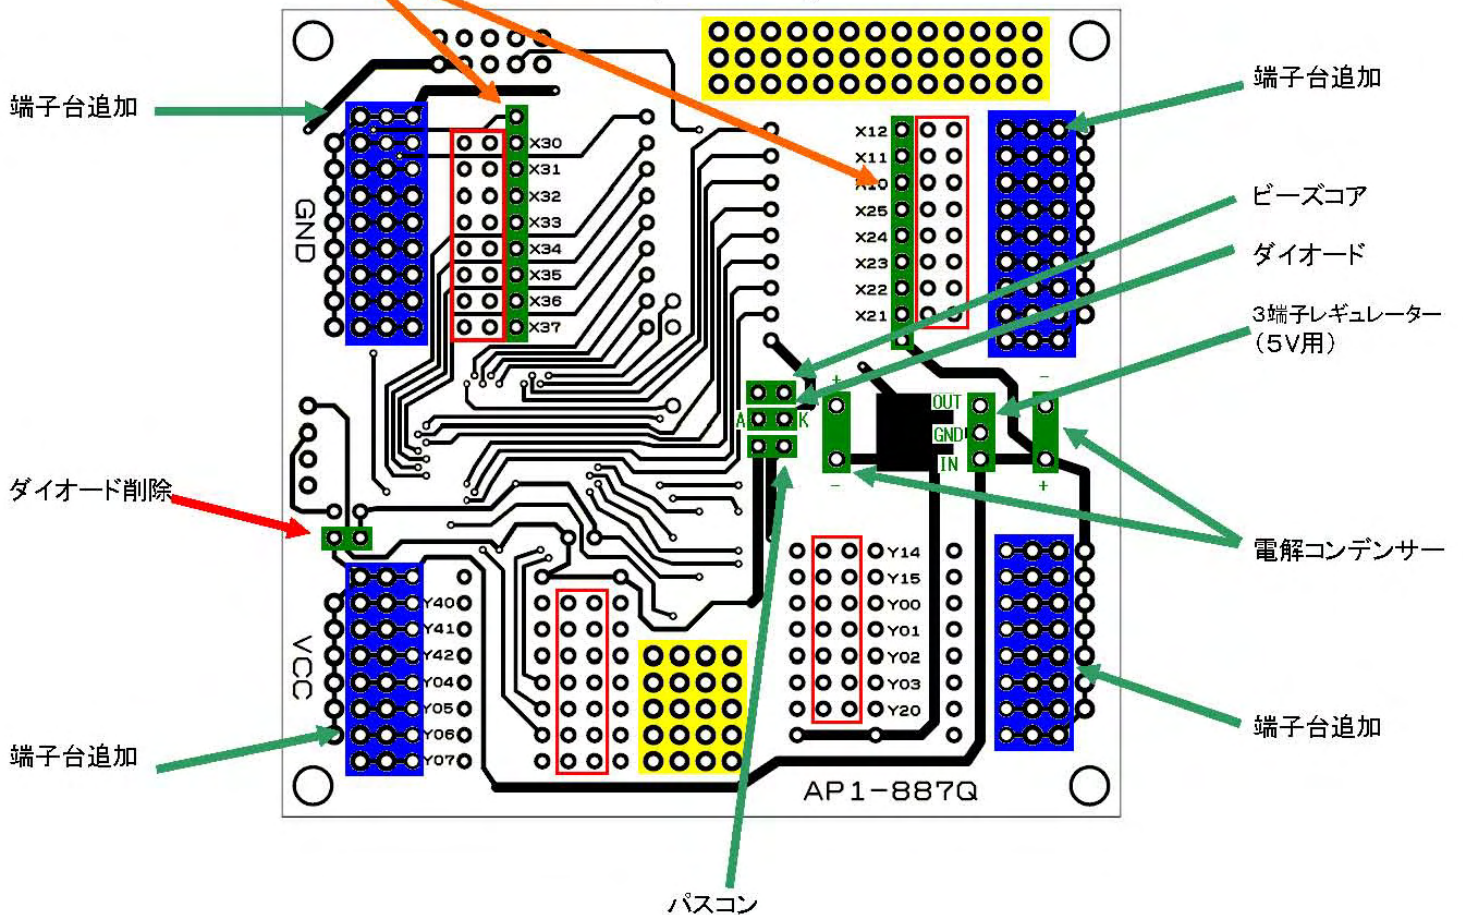 端子台追加
端子台追加
ビーズコア
ダイオード
3端子レギュレーター
(5V用)
GND
X30
X31
X32
X33
X34
X35
X36
X37
X12
X11
X10
X25
X24
X23
X22
X21
+
-
OUT
GND
IN
A
K
-
+
ダイオード削除
電解コンデンサー
VCC
Y40
Y41
Y42
Y04
Y05
Y06
Y07
Y14
Y15
Y00
Y01
Y02
Y03
Y20
端子台追加
端子台追加
AP1-887Q
パスコン